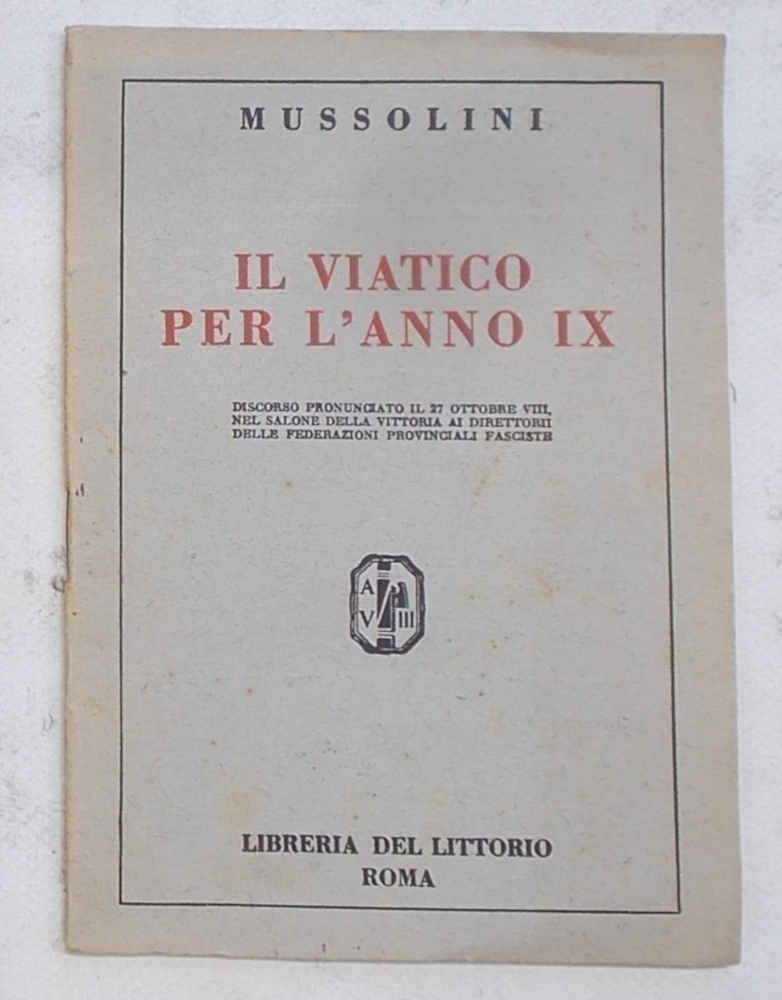 MUSSOLINI
IL VIATICO
PER L'ANNO IX
DISCORSO PRONUNCIATO IL 27 OTTOBRE VIII,
NEL SALONE DELLA VITTORIA AI DIRETTORII
DELLE FEDERAZIONI PROVINCIALI FASCISTE
A
VIII
LIBRERIA DEL LITTORIO
ROMA